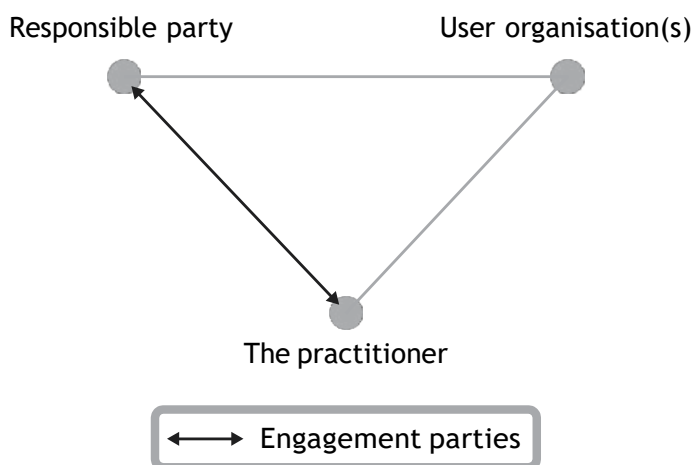 Responsible party
User organisation(s)
The practitioner
Engagement parties